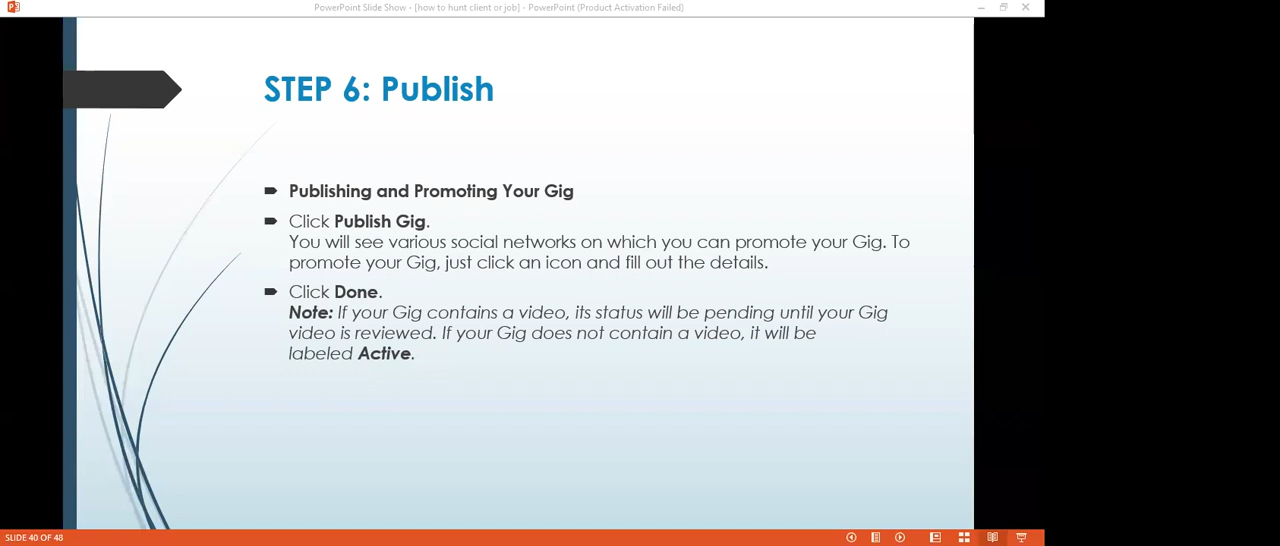 PowerPoint Slide Show - [how to hunt client or job] - PowerPoint (Product Activation Failed)
STEP 6: Publish
Publishing and Promoting Your Gig
Click Publish Gig.
You will see various social networks on which you can promote your Gig. To
promote your Gig, just click an icon and fill out the details.
Click Done.
Note: If your Gig contains a video, its status will be pending until your Gig
video is reviewed. If your Gig does not contain a video, it will be
labeled Active.
SLIDE 40 OF 48